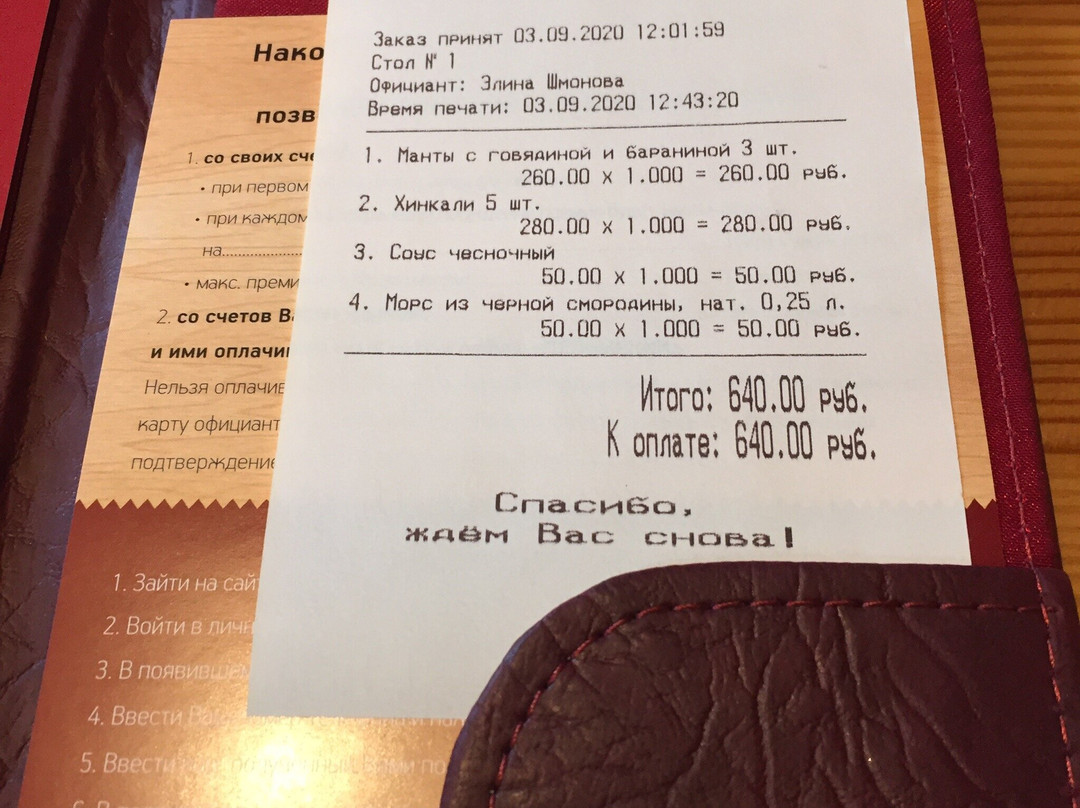 Заказ принят 03.09.2020 12:01:59
Стол № 1
Официант: Элина Шмонова
Время печати: 03.09.2020 12:43:20
1. Манты с говядиной и бараниной 3 шт.
260.00 x 1.000 = 260.00 руб.
2. Хинкали 5 шт.
280.00 x 1.000 = 280.00 руб.
3. Соус чесночный
50.00 x 1.000 = 50.00 руб.
4. Морс из черной смородины, нат. 0,25 л.
50.00 x 1.000 = 50.00 руб.
Итого: 640.00 руб.
К оплате: 640.00 руб.
Спасибо,
ждём Вас снова!
Нако
позв
1. со своих сче
• при первом
• при каждом
на....................
• макс. преми
2. со счетов В
и ими оплачи
Нельзя оплачив
карту официант
подтверждение
1. Зайти на сай
2. Войти в личн
3. В появившем
4. Ввести
5. Ввести